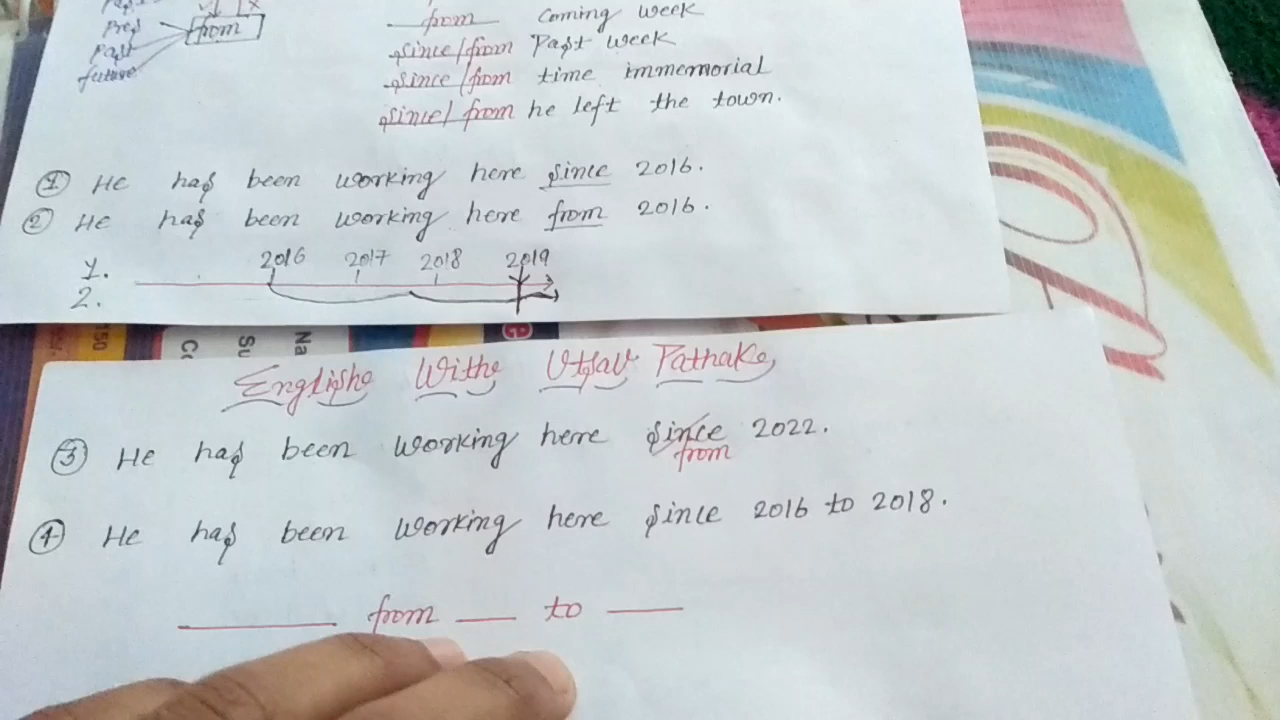 Pres
Past
future
from
from coming week
since/from Past week
since/from time immemorial
since/from he left the town.
① He has been working here since 2016.
② He has been working here from 2016.
2016 2017 2018 2019
1.
2.
English With Utsav Pathak
③ He has been working here since 2022.
from
④ He has been working here since 2016 to 2018.
from to
150
Na
Su